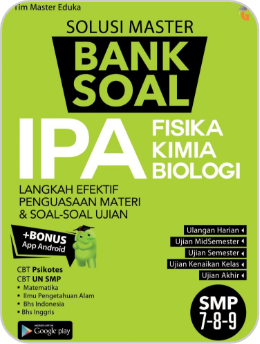 Tim Master Eduka
SOLUSI MASTER
BANK
SOAL
IPA
FISIKA
KIMIA
BIOLOGI
LANGKAH EFEKTIF
PENGUASAAN MATERI
& SOAL-SOAL UJIAN
+BONUS
App Android
CBT Psikotes
CBT UN SMP
• Matematika
• Ilmu Pengetahuan Alam
• Bhs Indonesia
• Bhs Inggris
Ulangan Harian
Ujian MidSemester
Ujian Semester
Ujian Kenaikan Kelas
Ujian Akhir
SMP
7-8-9
Google play